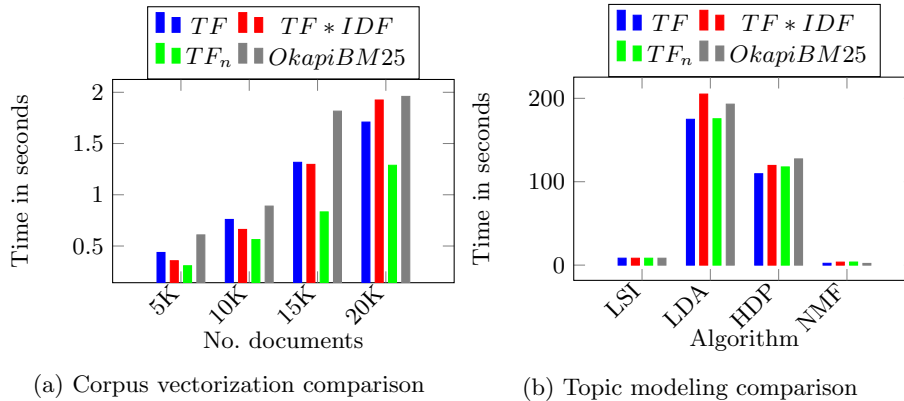 TF TF ∗ IDF
TFn OkapiBM25
Time in seconds
2
1.5
1
0.5
5K 10K 15K 20K
No. documents
(a) Corpus vectorization comparison
TF TF ∗ IDF
TFn OkapiBM25
Time in seconds
200
100
0
LSI LDA HDP NMF
Algorithm
(b) Topic modeling comparison